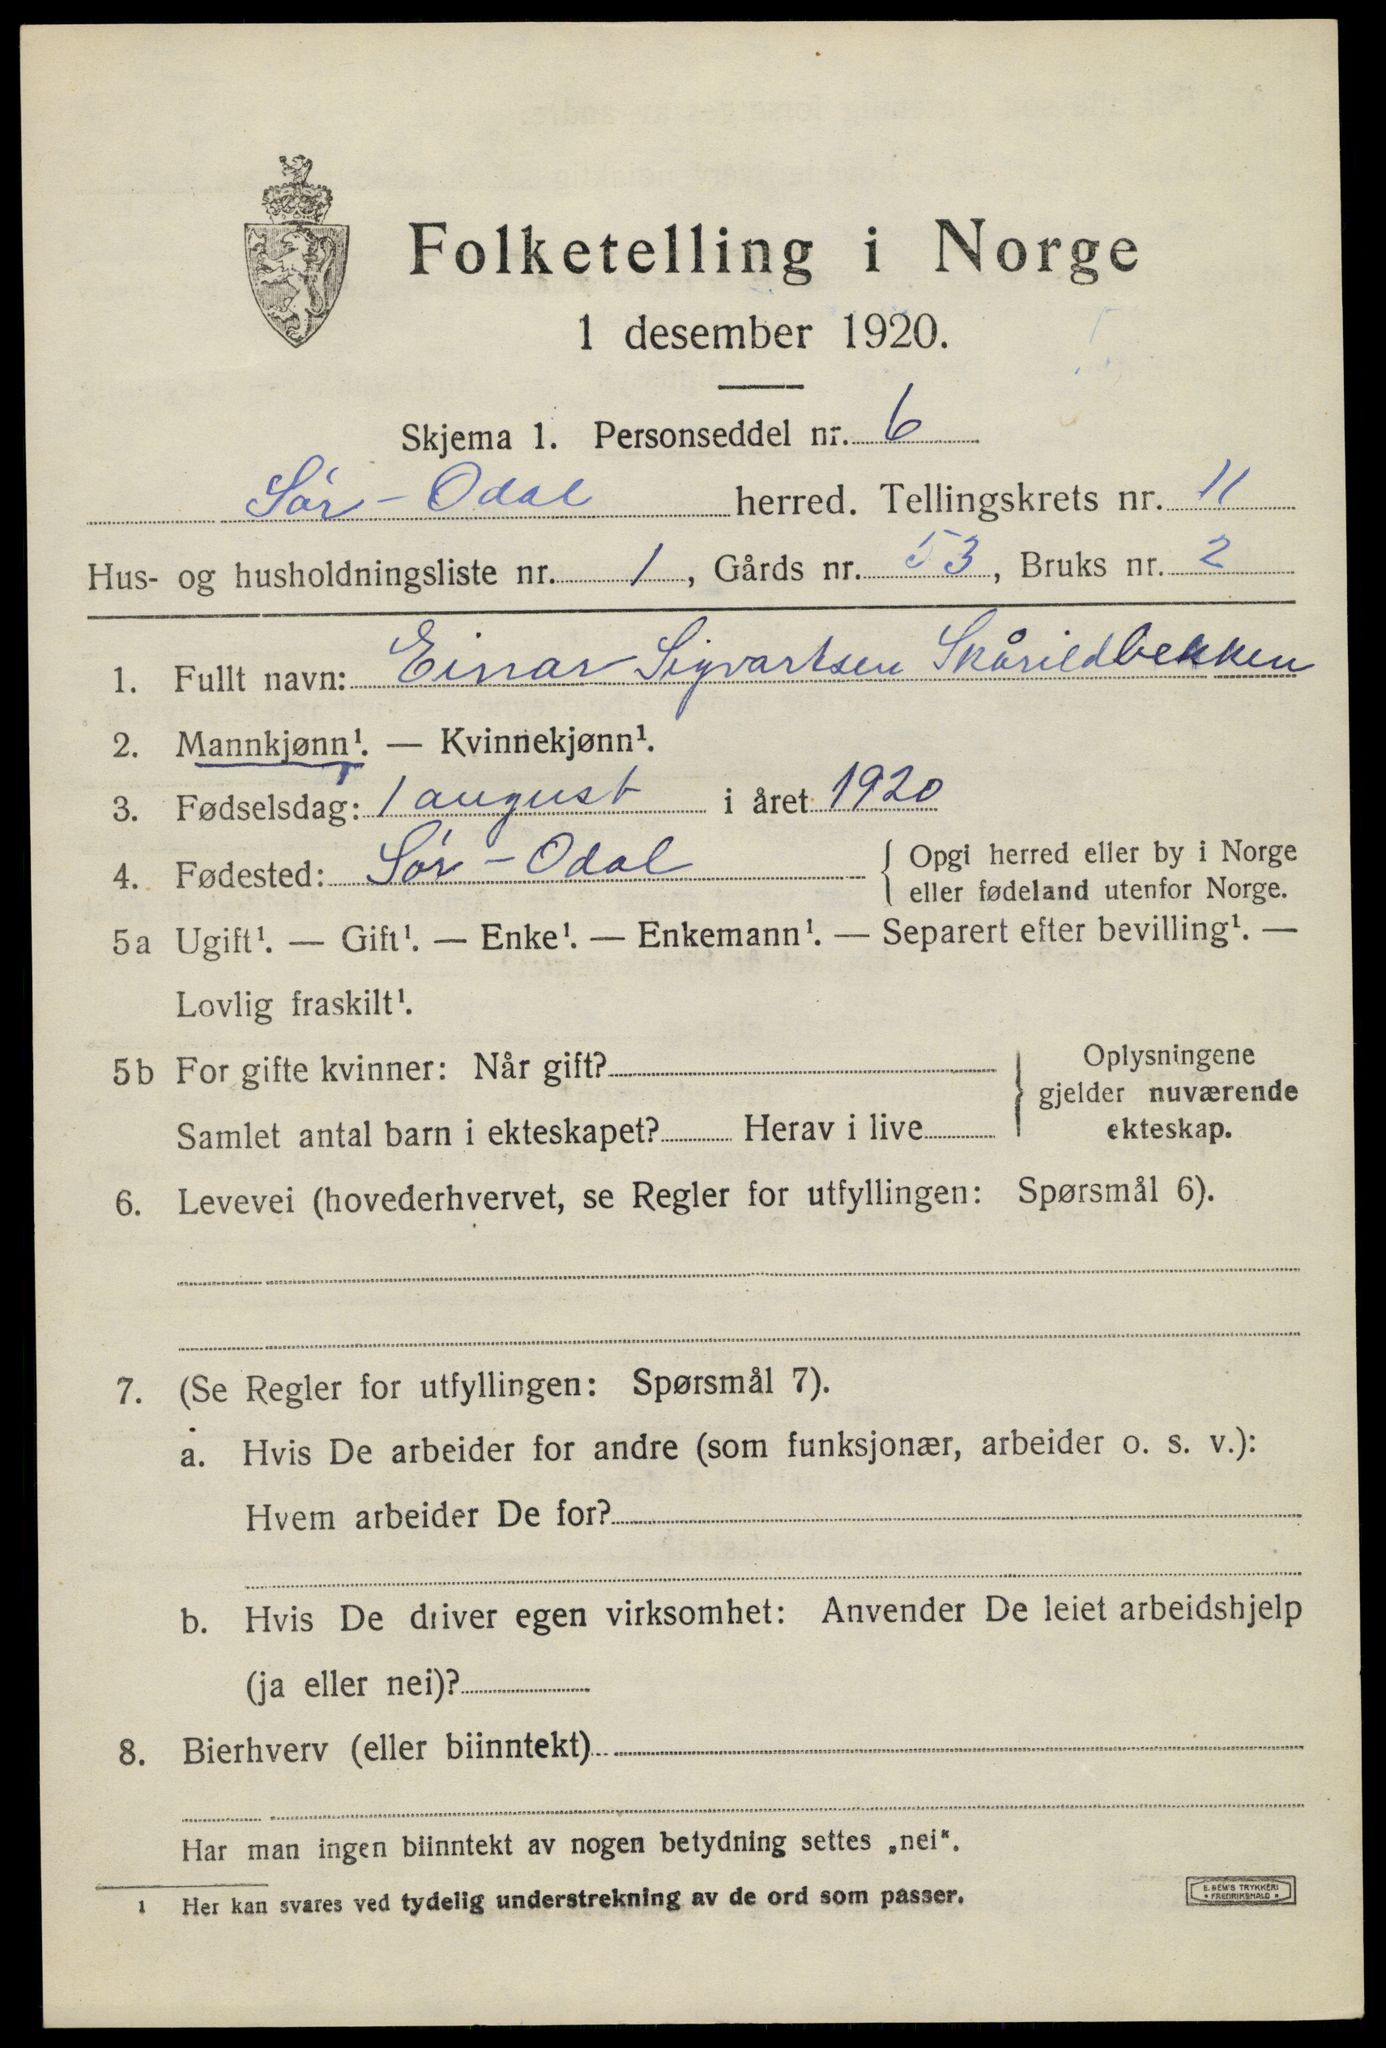 Folketelling i Norge
1 desember 1920.
Skjema 1. Personseddel nr. 6
Sør-Odal herred. Tellingskrets nr. 11
Hus- og husholdningsliste nr. 1, Gårds nr. 53, Bruks nr. 2
1. Fullt navn: Einar Sigvartsen Skårildbekken
2. Mannkjønn¹. — Kvinnekjønn¹.
3. Fødselsdag: 1 august i året 1920
4. Fødested: Sør-Odal { Opgi herred eller by i Norge
eller fødeland utenfor Norge.
5a Ugift¹. — Gift¹. — Enke¹. — Enkemann¹. — Separert efter bevilling¹. —
Lovlig fraskilt¹.
5b For gifte kvinner: Når gift?
Samlet antal barn i ekteskapet? Herav i live
} Oplysningene
gjelder nuværende
ekteskap.
6. Levevei (hovederhvervet, se Regler for utfyllingen: Spørsmål 6).
7. (Se Regler for utfyllingen: Spørsmål 7).
a. Hvis De arbeider for andre (som funksjonær, arbeider o. s. v.):
Hvem arbeider De for?
b. Hvis De driver egen virksomhet: Anvender De leiet arbeidshjelp
(ja eller nei)?
8. Bierhverv (eller biinntekt)
Har man ingen biinntekt av nogen betydning settes „nei“.
1 Her kan svares ved tydelig understrekning av de ord som passer.
E. SEM'S TRYKKERI
• FREDRIKSHALD •